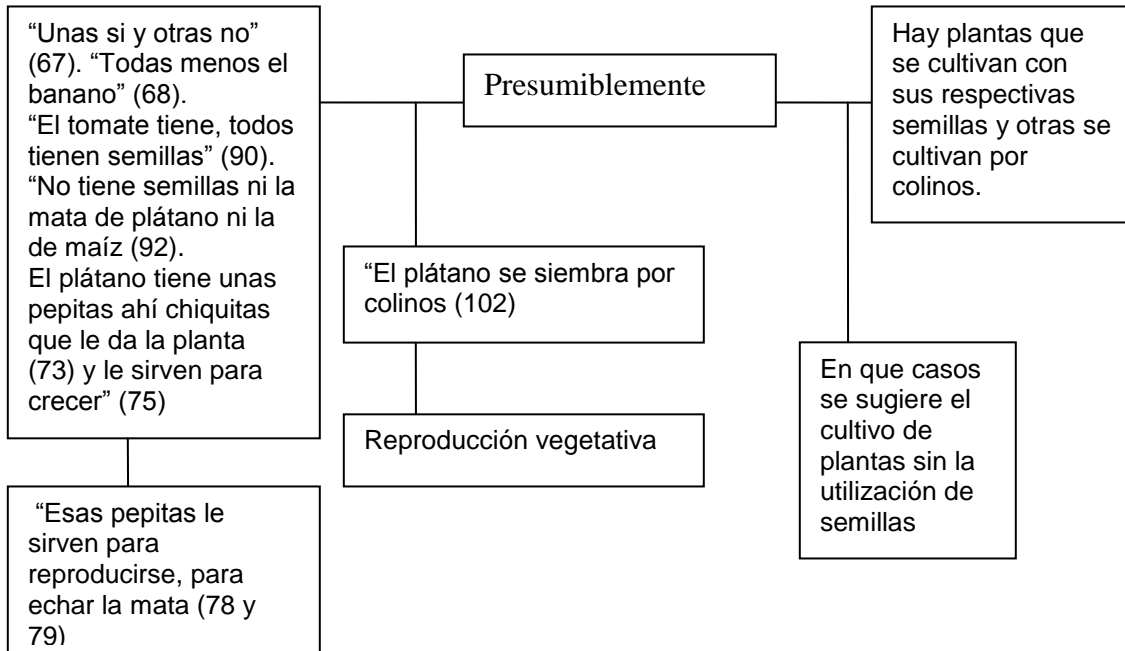 “Unas si y otras no”
(67). “Todas menos el
banano” (68).
“El tomate tiene, todos
tienen semillas” (90).
“No tiene semillas ni la
mata de plátano ni la
de maíz (92).
El plátano tiene unas
pepitas ahí chiquitas
que le da la planta
(73) y le sirven para
crecer” (75)
“Esas pepitas le
sirven para
reproducirse, para
echar la mata (78 y
79)
Presumiblemente
“El plátano se siembra por
colinos (102)
Reproducción vegetativa
Hay plantas que
se cultivan con
sus respectivas
semillas y otras se
cultivan por
colinos.
En que casos
se sugiere el
cultivo de
plantas sin la
utilización de
semillas